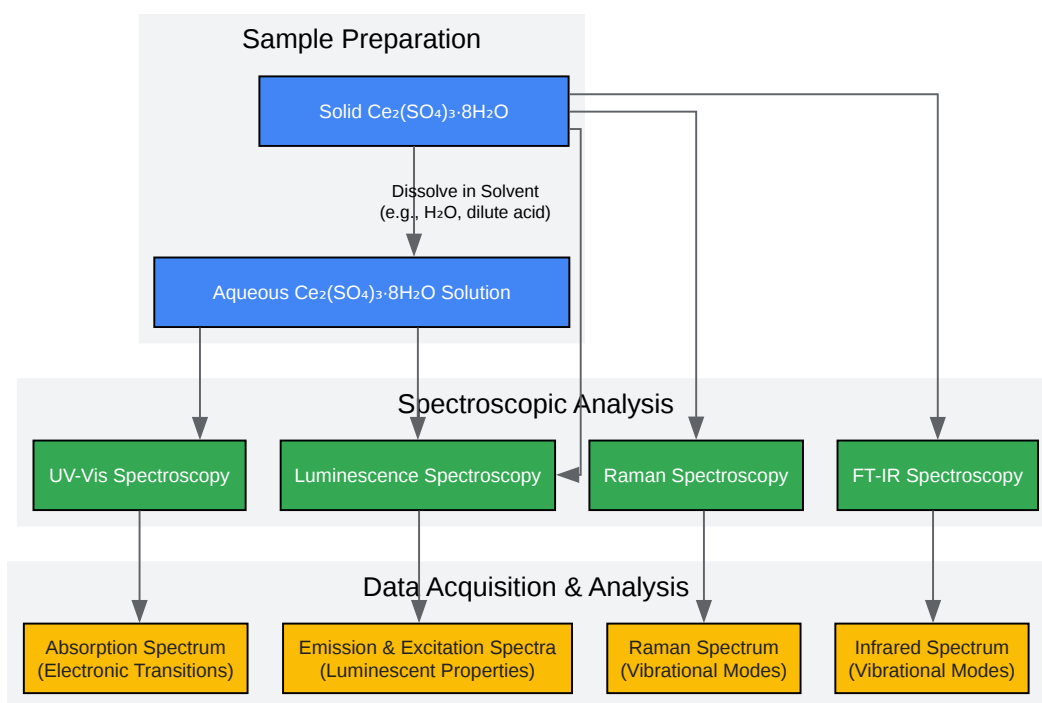 Sample Preparation
Solid Ce₂(SO₄)₃·8H₂O
Dissolve in Solvent
(e.g., H₂O, dilute acid)
Aqueous Ce₂(SO₄)₃·8H₂O Solution
Spectroscopic Analysis
UV-Vis Spectroscopy
Luminescence Spectroscopy
Raman Spectroscopy
FT-IR Spectroscopy
Data Acquisition & Analysis
Absorption Spectrum
(Electronic Transitions)
Emission & Excitation Spectra
(Luminescent Properties)
Raman Spectrum
(Vibrational Modes)
Infrared Spectrum
(Vibrational Modes)